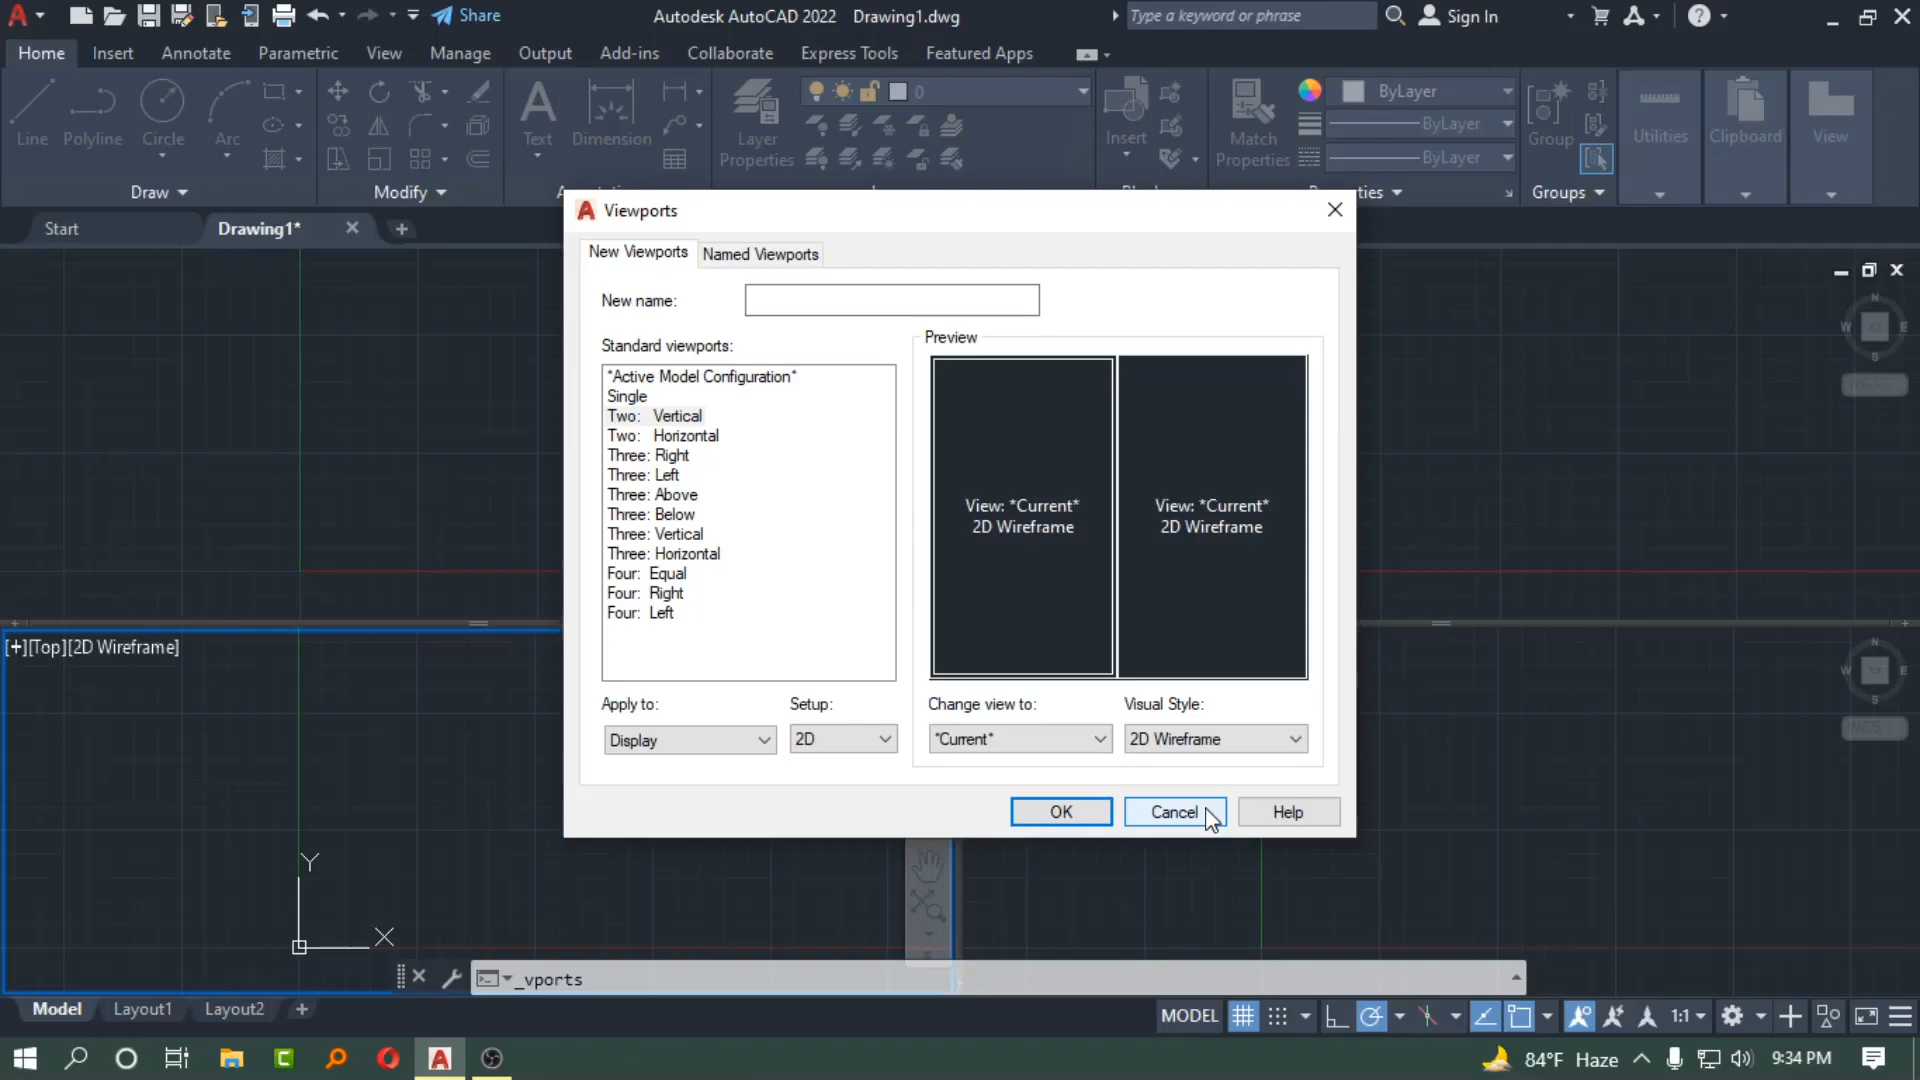 Share
Autodesk AutoCAD 2022 Drawing1.dwg
Type a keyword or phrase
Sign In
Home Insert Annotate Parametric View Manage Output Add-ins Collaborate Express Tools Featured Apps
0
ByLayer
ByLayer
ByLayer
Line Polyline Circle Arc
Text Dimension
Layer Properties
Insert
Match Properties
Group
Utilities Clipboard View
Draw Modify Groups
Start Drawing1*
Viewports
New Viewports Named Viewports
New name:
Standard viewports:
Preview
*Active Model Configuration*
Single
Two: Vertical
Two: Horizontal
Three: Right
Three: Left
Three: Above
Three: Below
Three: Vertical
Three: Horizontal
Four: Equal
Four: Right
Four: Left
View: *Current*
2D Wireframe
View: *Current*
2D Wireframe
Apply to: Setup: Change view to: Visual Style:
Display 2D *Current* 2D Wireframe
OK Cancel Help
N
W E
S
[+][Top][2D Wireframe]
N
W E
S
Y
X
_vports
Model Layout1 Layout2
MODEL
1:1
84°F Haze
9:34 PM